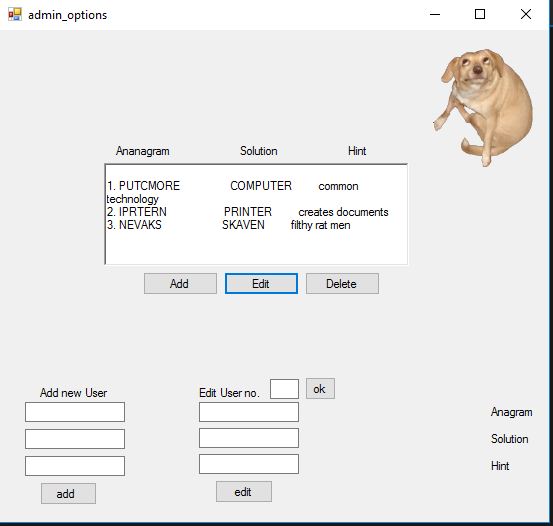 admin_options
Ananagram Solution Hint
1. PUTCMORE COMPUTER common
technology
2. IPRTERN PRINTER creates documents
3. NEVAKS SKAVEN filthy rat men
Add Edit Delete
Add new User Edit User no. ok
Anagram
Solution
Hint
add edit